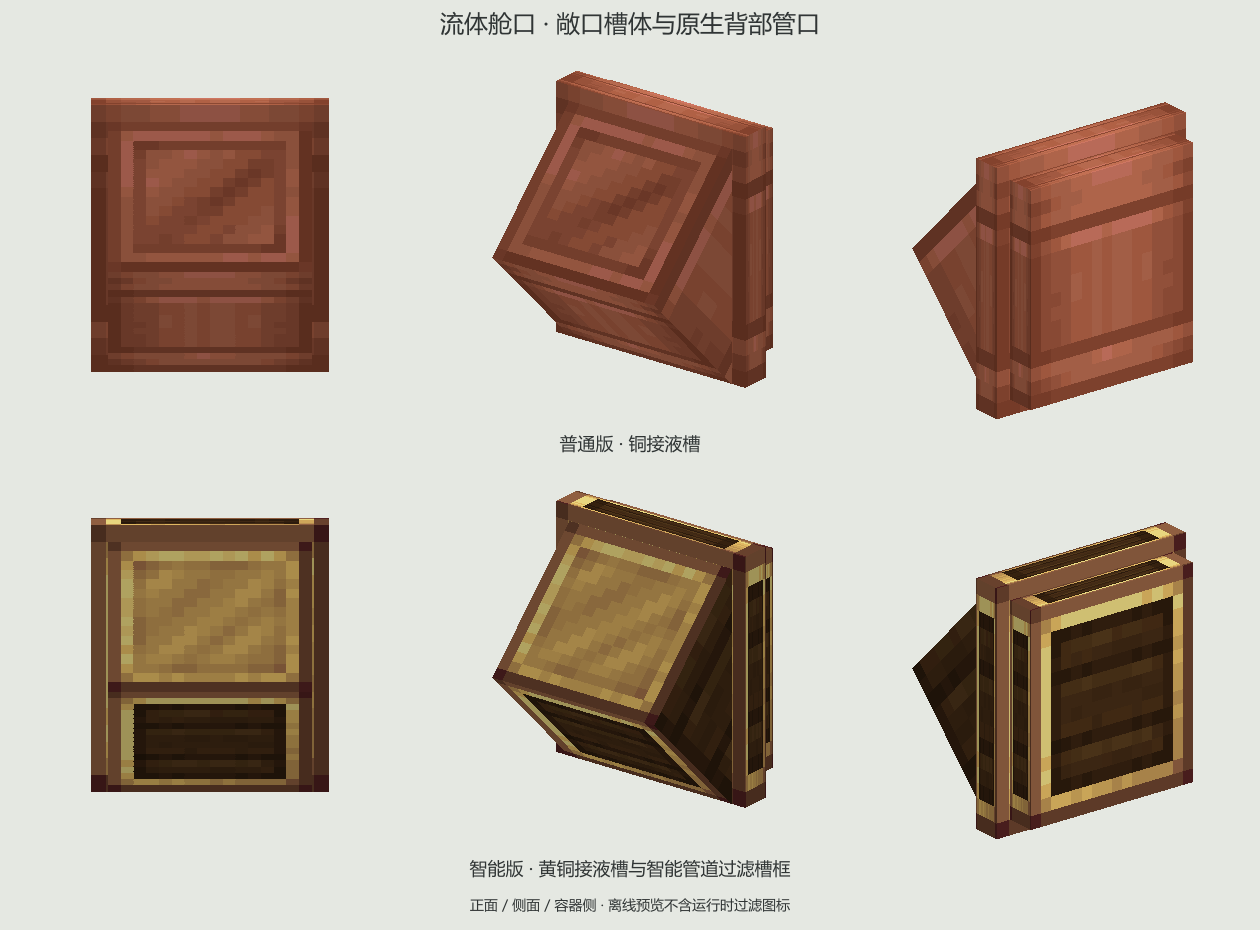 流体舱口 · 敞口槽体与原生背部管口
普通版 · 铜接液槽
智能版 · 黄铜接液槽与智能管道过滤槽框
正面 / 侧面 / 容器侧 · 离线预览不含运行时过滤图标